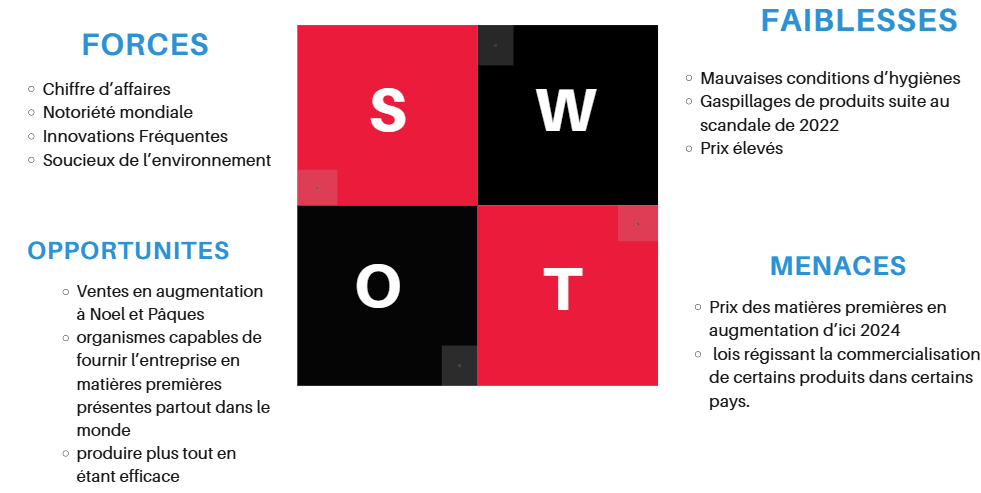 FORCES
Chiffre d’affaires
Notoriété mondiale
Innovations Fréquentes
Soucieux de l’environnement
S
W
FAIBLESSES
Mauvaises conditions d’hygiènes
Gaspillages de produits suite au
scandale de 2022
Prix élevés
OPPORTUNITES
Ventes en augmentation
à Noel et Pâques
organismes capables de
fournir l’entreprise en
matières premières
présentes partout dans le
monde
produire plus tout en
étant efficace
O
T
MENACES
Prix des matières premières en
augmentation d’ici 2024
lois régissant la commercialisation
de certains produits dans certains
pays.